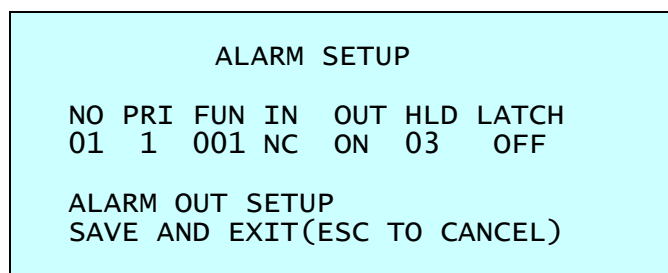 ALARM SETUP
NO PRI FUN IN OUT HLD LATCH
01 1 001 NC ON 03 OFF
ALARM OUT SETUP
SAVE AND EXIT(ESC TO CANCEL)